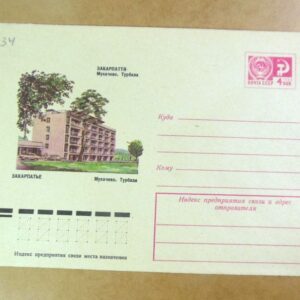 34
ЗАКАРПАТТЯ
Мукачево. Турбаза
ПОЧТА СССР
4 КОП
Куда
Кому
ЗАКАРПАТЬЕ
Мукачево. Турбаза
Индекс предприятия связи и адрес
отправителя
Индекс предприятия связи места назначения